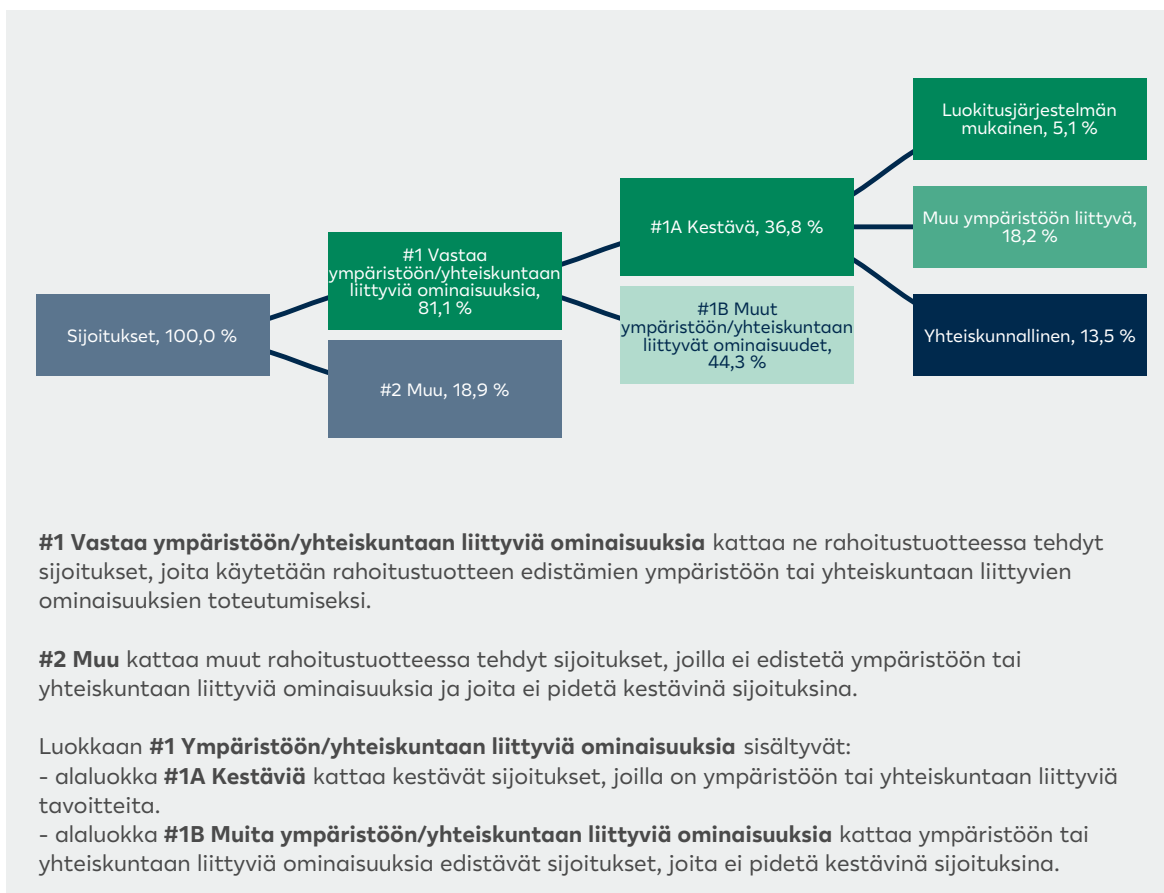 Sijoitukset, 100,0 %
#1 Vastaa
ympäristöön/yhteiskuntaan
liittyviä ominaisuuksia,
81,1 %
#2 Muu, 18,9 %
#1A Kestävä, 36,8 %
#1B Muut
ympäristöön/yhteiskuntaan
liittyvät ominaisuudet,
44,3 %
Luokitusjärjestelmän
mukainen, 5,1 %
Muu ympäristöön liittyvä,
18,2 %
Yhteiskunnallinen, 13,5 %
#1 Vastaa ympäristöön/yhteiskuntaan liittyviä ominaisuuksia kattaa ne rahoitustuotteessa tehdyt
sijoitukset, joita käytetään rahoitustuotteen edistämien ympäristöön tai yhteiskuntaan liittyvien
ominaisuuksien toteutumiseksi.
#2 Muu kattaa muut rahoitustuotteessa tehdyt sijoitukset, joilla ei edistetä ympäristöön tai
yhteiskuntaan liittyviä ominaisuuksia ja joita ei pidetä kestävinä sijoituksina.
Luokkaan #1 Ympäristöön/yhteiskuntaan liittyviä ominaisuuksia sisältyvät:
- alaluokka #1A Kestäviä kattaa kestävät sijoitukset, joilla on ympäristöön tai yhteiskuntaan liittyviä
tavoitteita.
- alaluokka #1B Muita ympäristöön/yhteiskuntaan liittyviä ominaisuuksia kattaa ympäristöön tai
yhteiskuntaan liittyviä ominaisuuksia edistävät sijoitukset, joita ei pidetä kestävinä sijoituksina.